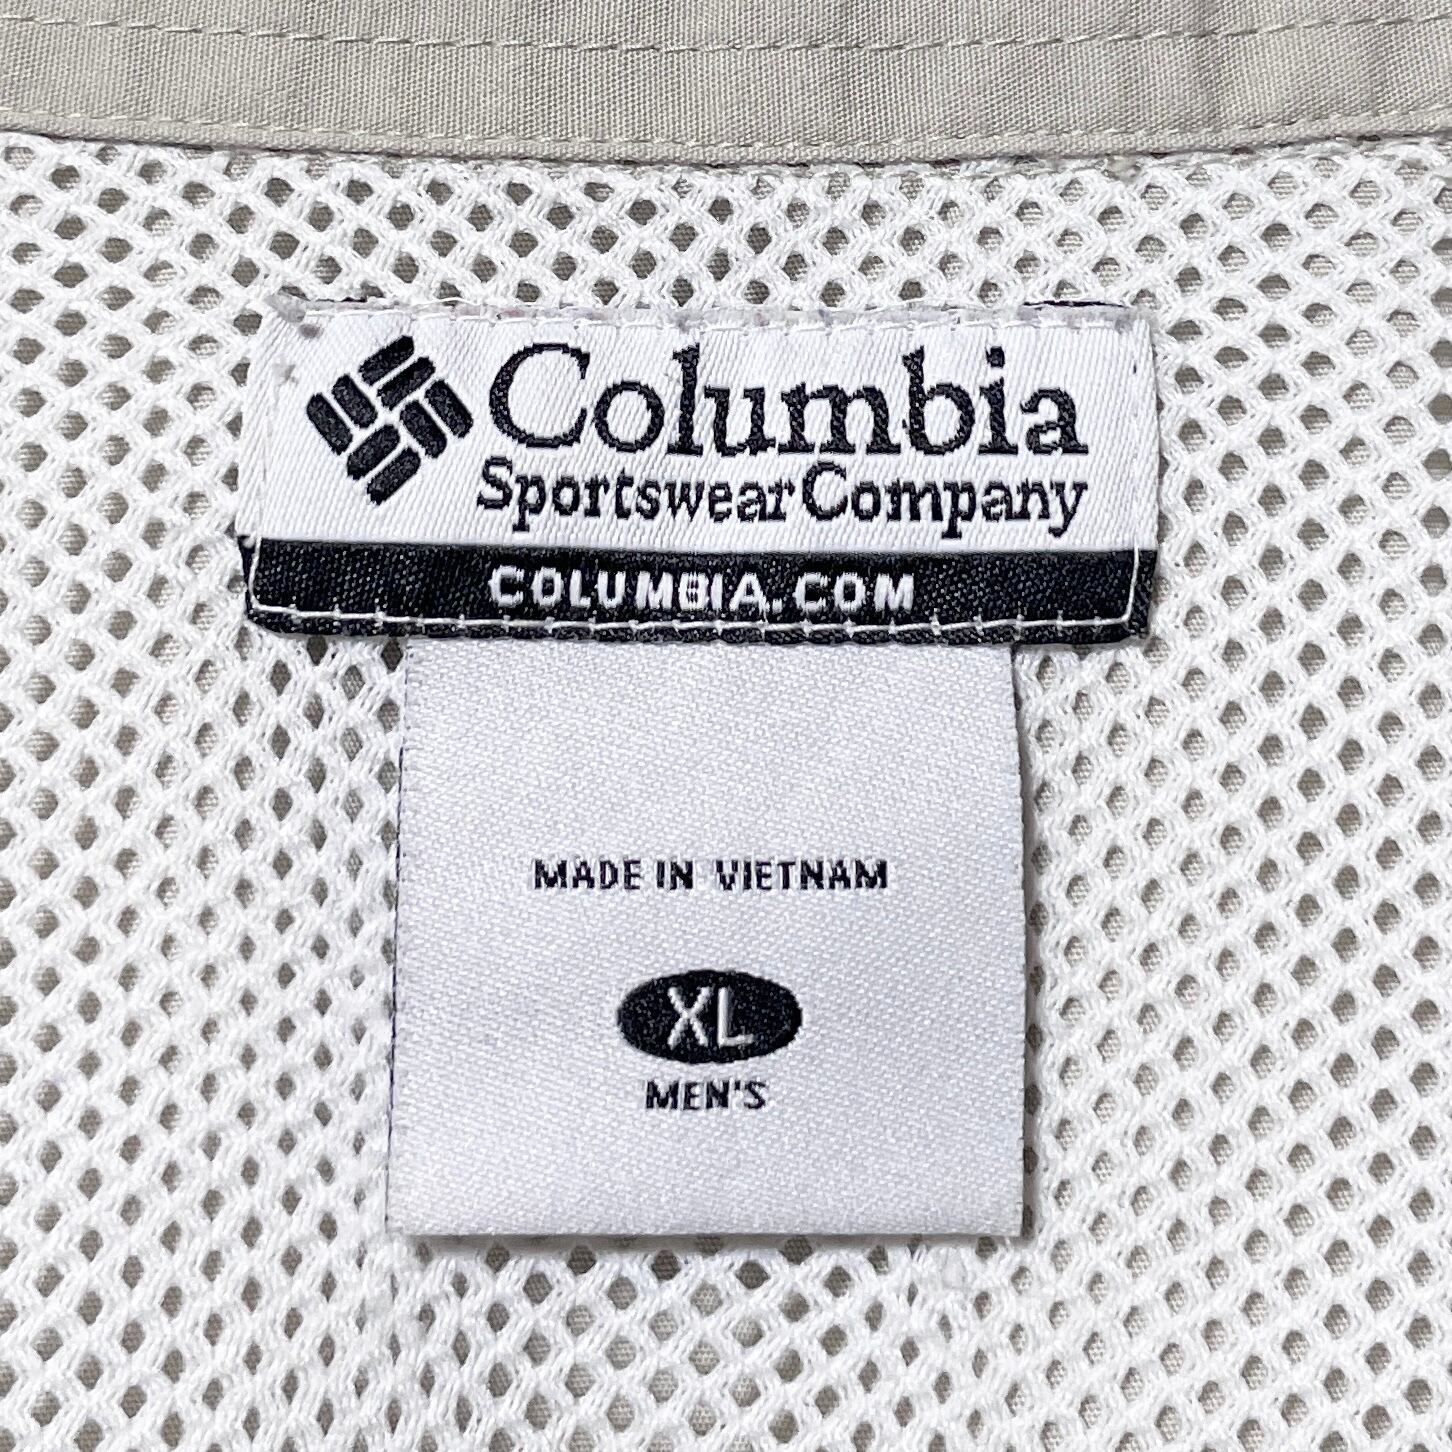 Columbia
Sportswear Company
COLUMBIA.COM
MADE IN VIETNAM
XL
MEN'S